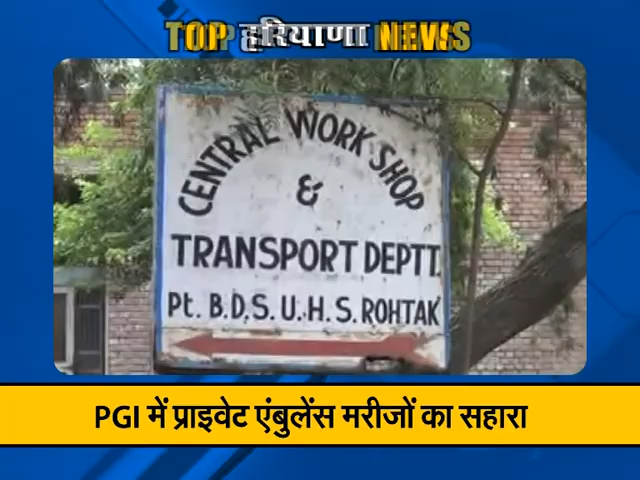 TOP हरियाणा NEWS
CENTRAL WORK SHOP
&
TRANSPORT DEPTT.
Pt. B.D.S.U.H.S. ROHTAK
PGI में प्राइवेट एंबुलेंस मरीजों का सहारा